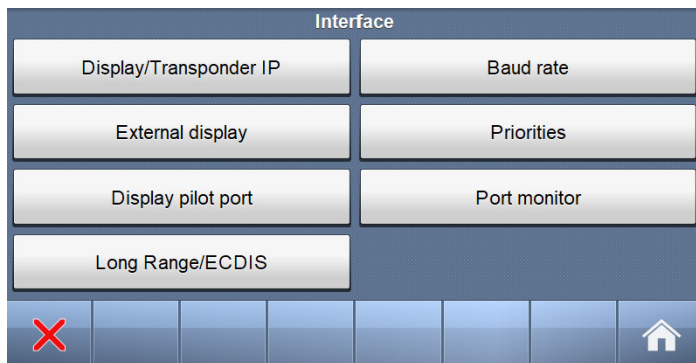 Interface
Display/Transponder IP
Baud rate
External display
Priorities
Display pilot port
Port monitor
Long Range/ECDIS